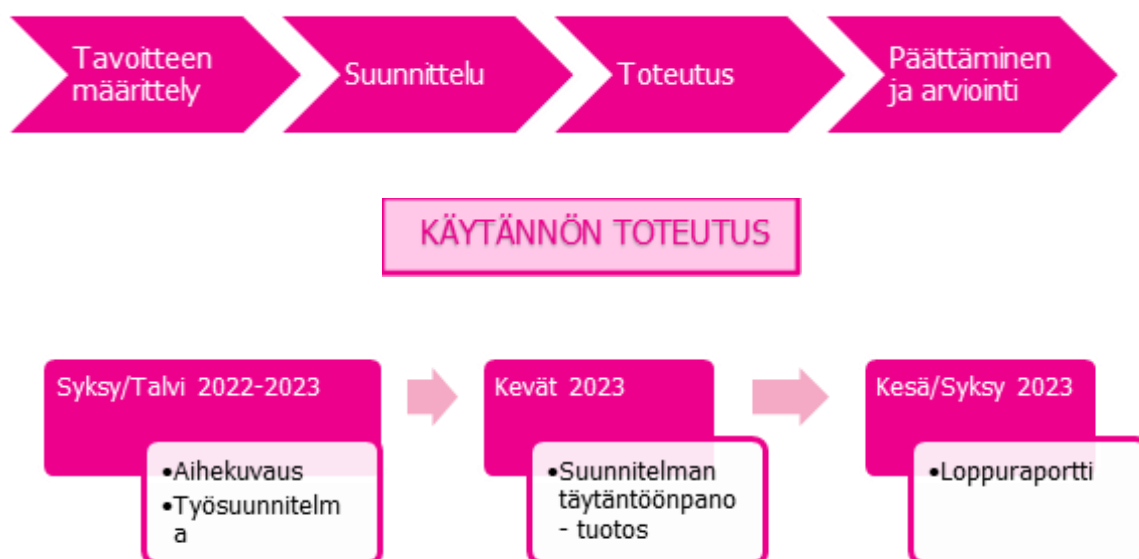 Tavoitteen
määrittely
Suunnittelu
Toteutus
Päättäminen
ja arviointi
KÄYTÄNNÖN TOTEUTUS
Syksy/Talvi 2022-2023
•Aihekuvaus
•Työsuunnitelm
a
Kevät 2023
•Suunnitelman
täytäntöönpano
- tuotos
Kesä/Syksy 2023
•Loppuraportti